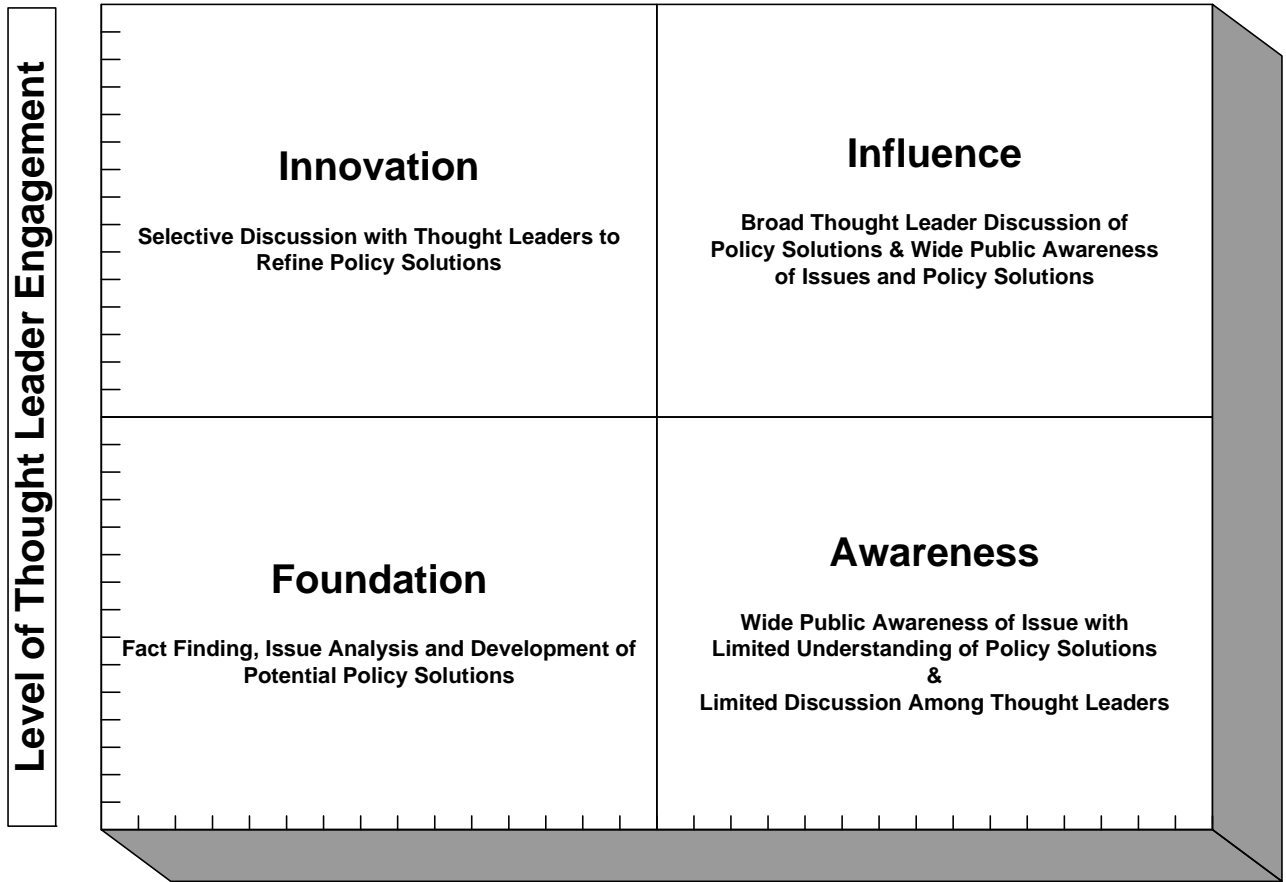 Level of Thought Leader Engagement
Innovation
Selective Discussion with Thought Leaders to
Refine Policy Solutions
Influence
Broad Thought Leader Discussion of
Policy Solutions & Wide Public Awareness
of Issues and Policy Solutions
Foundation
Fact Finding, Issue Analysis and Development of
Potential Policy Solutions
Awareness
Wide Public Awareness of Issue with
Limited Understanding of Policy Solutions
&
Limited Discussion Among Thought Leaders